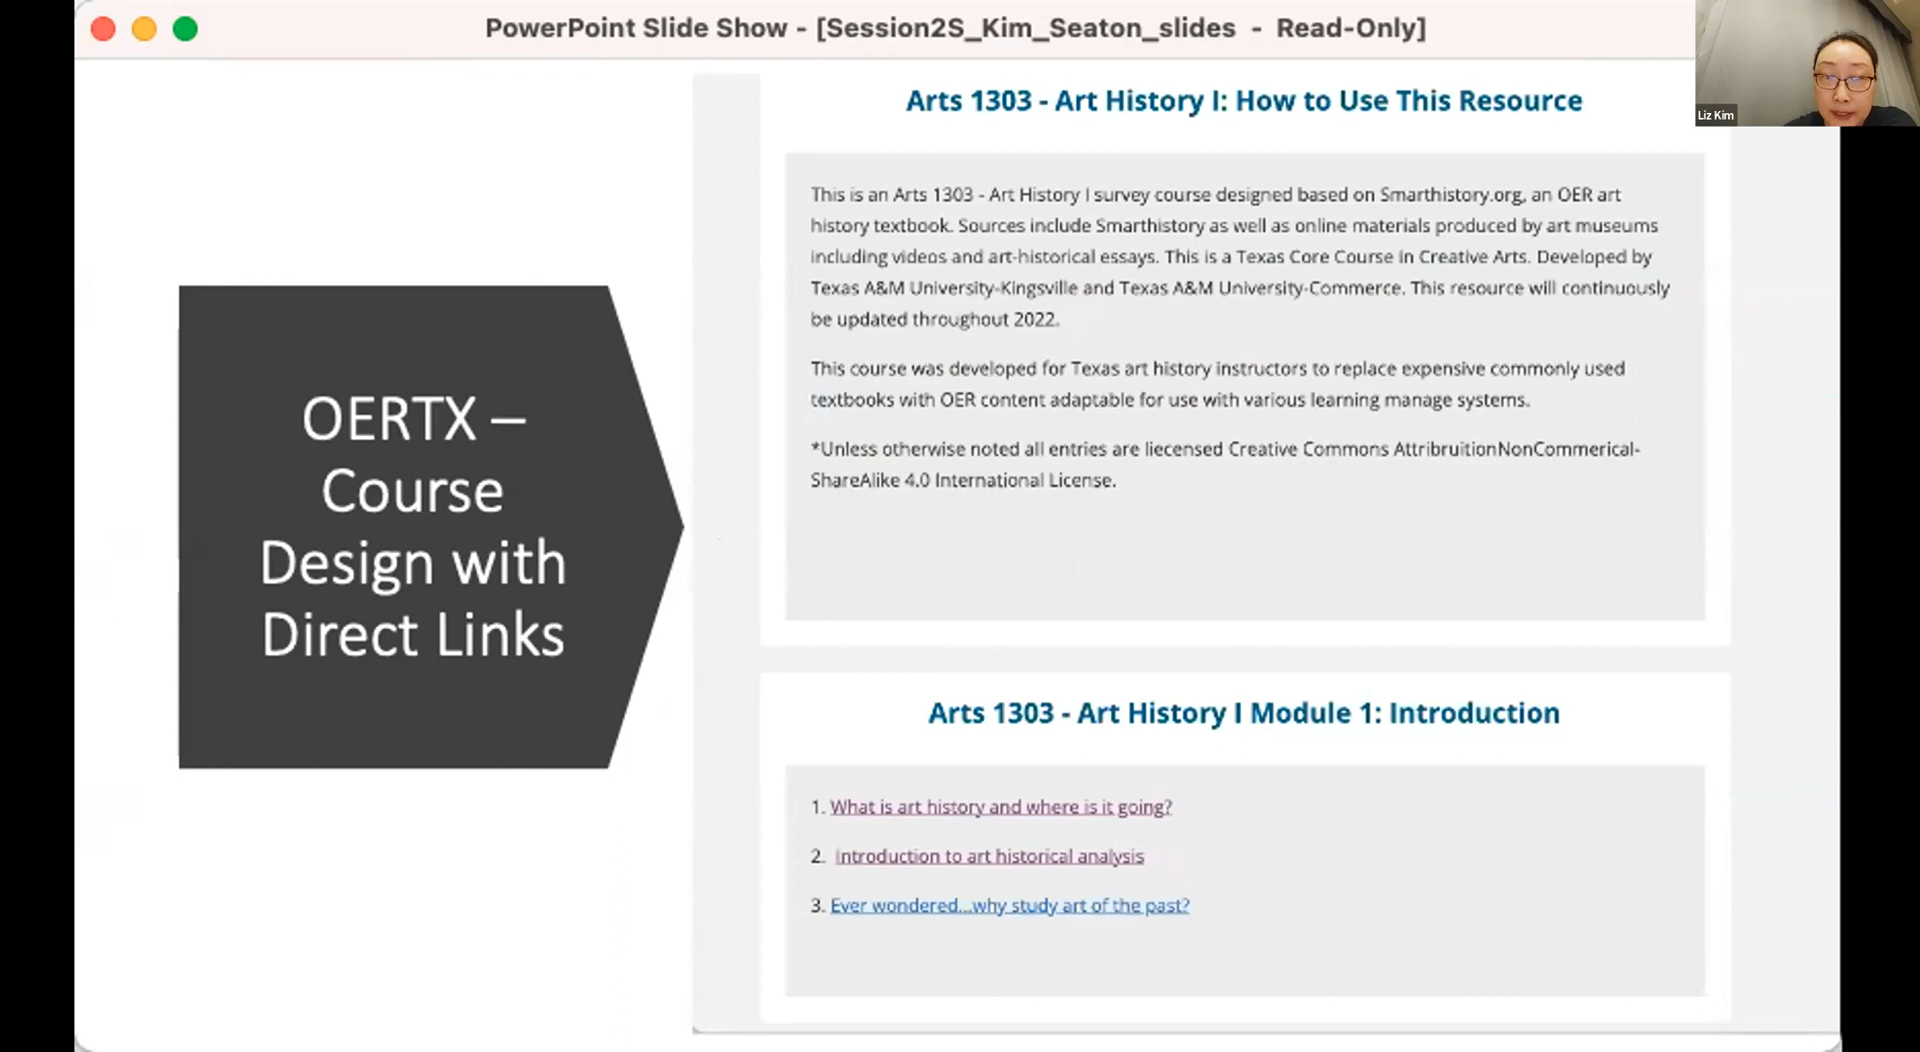 PowerPoint Slide Show - [Session2S_Kim_Seaton_slides - Read-Only]
Liz Kim
OERTX –
Course
Design with
Direct Links
Arts 1303 - Art History I: How to Use This Resource
This is an Arts 1303 - Art History I survey course designed based on Smarthistory.org, an OER art
history textbook. Sources include Smarthistory as well as online materials produced by art museums
including videos and art-historical essays. This is a Texas Core Course in Creative Arts. Developed by
Texas A&M University-Kingsville and Texas A&M University-Commerce. This resource will continuously
be updated throughout 2022.
This course was developed for Texas art history instructors to replace expensive commonly used
textbooks with OER content adaptable for use with various learning manage systems.
*Unless otherwise noted all entries are liecensed Creative Commons AttribruitionNonCommerical-
ShareAlike 4.0 International License.
Arts 1303 - Art History I Module 1: Introduction
1. What is art history and where is it going?
2. Introduction to art historical analysis
3. Ever wondered...why study art of the past?